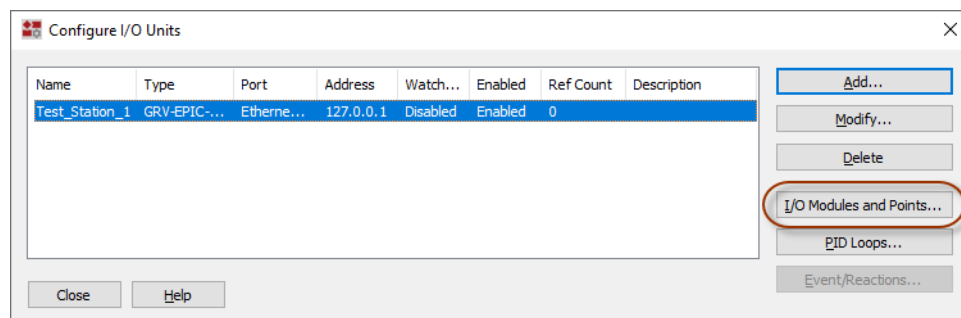 Configure I/O Units
Name Type Port Address Watch... Enabled Ref Count Description
Test_Station_1 GRV-EPIC-... Etherne... 127.0.0.1 Disabled Enabled 0
Add...
Modify...
Delete
I/O Modules and Points...
PID Loops...
Event/Reactions...
Close Help